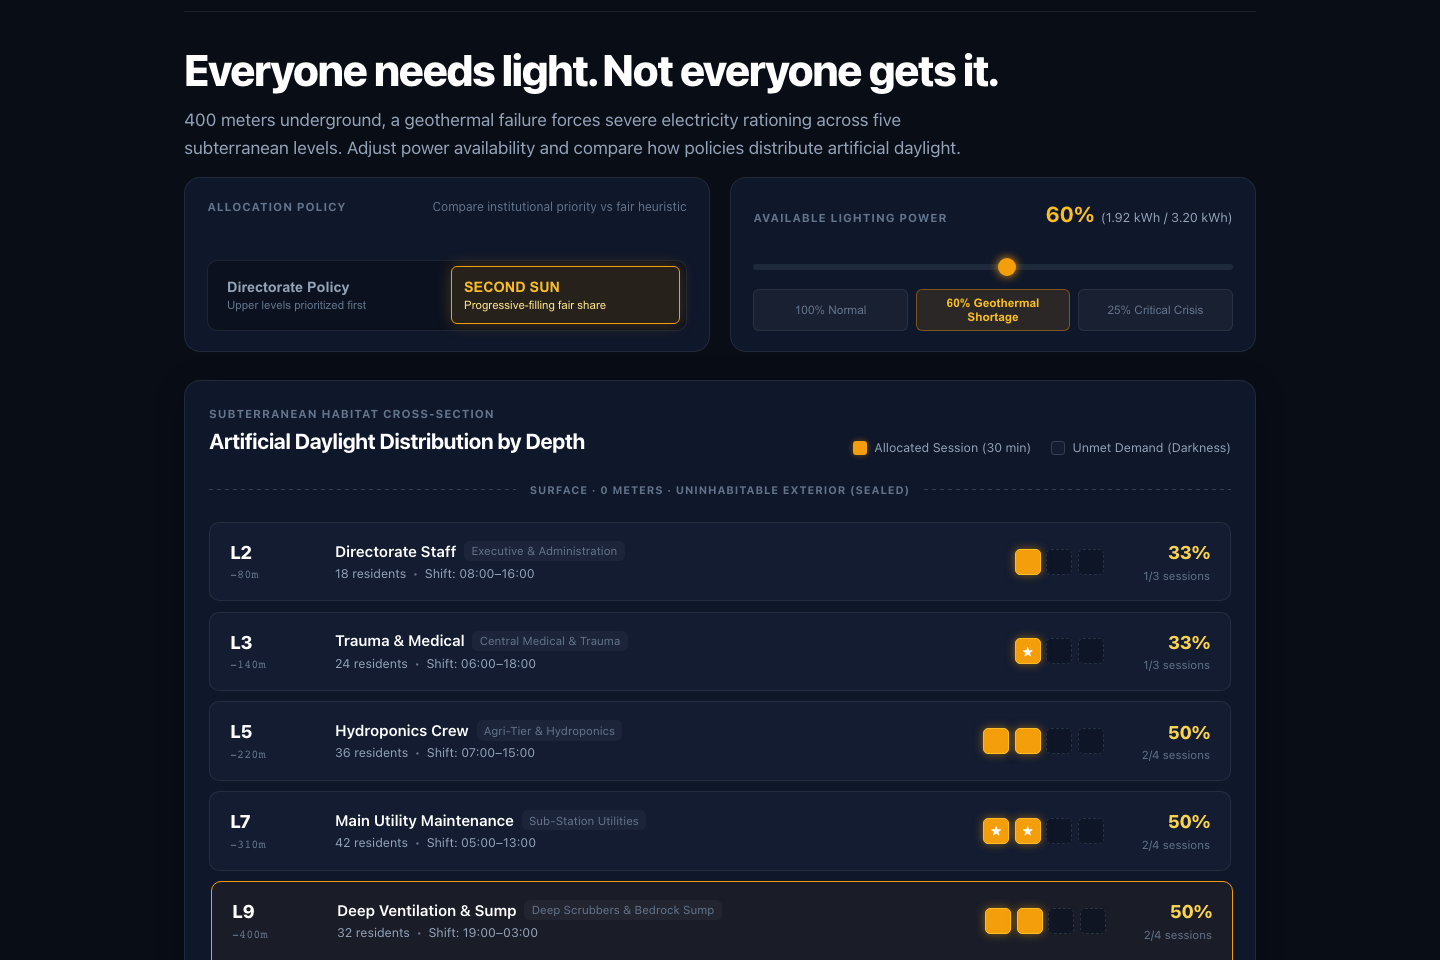 Everyone needs light. Not everyone gets it.
400 meters underground, a geothermal failure forces severe electricity rationing across five
subterranean levels. Adjust power availability and compare how policies distribute artificial daylight.
ALLOCATION POLICY
Compare institutional priority vs fair heuristic
Directorate Policy
Upper levels prioritized first
SECOND SUN
Progressive-filling fair share
AVAILABLE LIGHTING POWER
60% (1.92 kWh / 3.20 kWh)
100% Normal
60% Geothermal
Shortage
25% Critical Crisis
SUBTERRANEAN HABITAT CROSS-SECTION
Artificial Daylight Distribution by Depth
Allocated Session (30 min)
Unmet Demand (Darkness)
SURFACE · 0 METERS · UNINHABITABLE EXTERIOR (SEALED)
L2
−80m
Directorate Staff
Executive & Administration
18 residents • Shift: 08:00–16:00
33%
1/3 sessions
L3
−140m
Trauma & Medical
Central Medical & Trauma
24 residents • Shift: 06:00–18:00
33%
1/3 sessions
L5
−220m
Hydroponics Crew
Agri-Tier & Hydroponics
36 residents • Shift: 07:00–15:00
50%
2/4 sessions
L7
−310m
Main Utility Maintenance
Sub-Station Utilities
42 residents • Shift: 05:00–13:00
50%
2/4 sessions
L9
−400m
Deep Ventilation & Sump
Deep Scrubbers & Bedrock Sump
32 residents • Shift: 19:00–03:00
50%
2/4 sessions